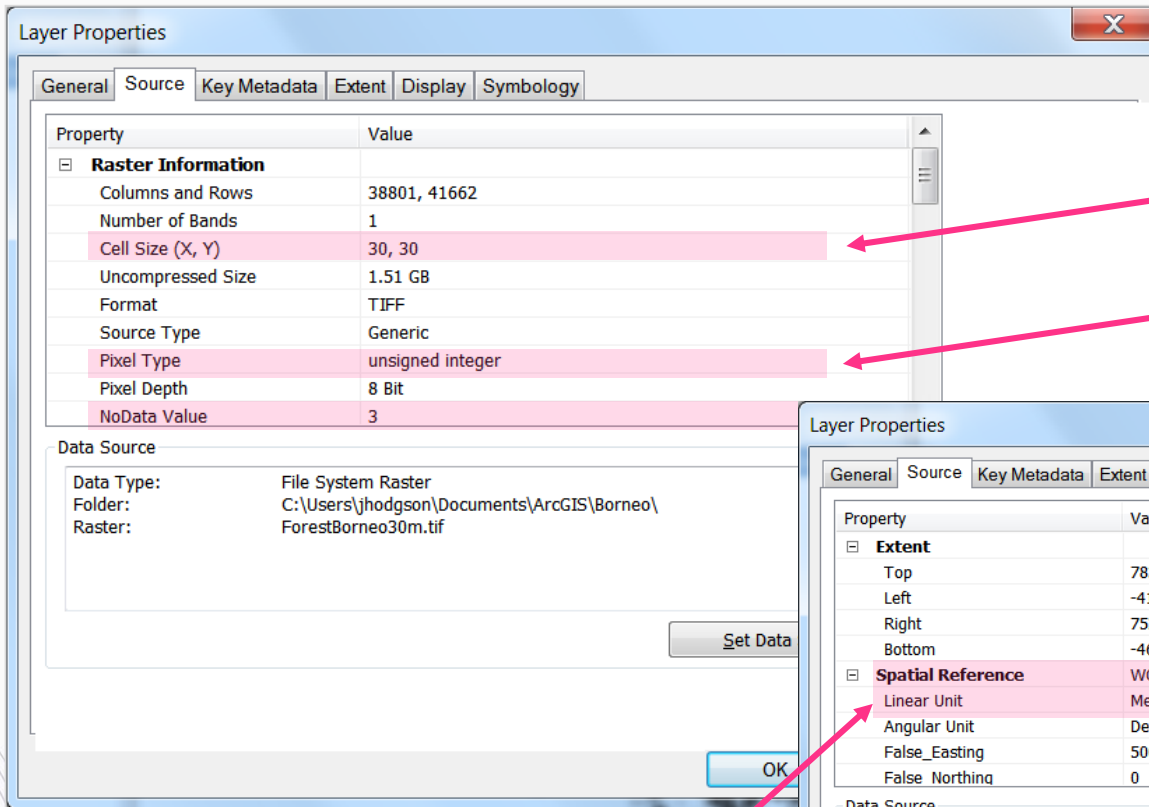 Layer Properties
X
General Source Key Metadata Extent Display Symbology
Property Value
Raster Information
Columns and Rows 38801, 41662
Number of Bands 1
Cell Size (X, Y) 30, 30
Uncompressed Size 1.51 GB
Format TIFF
Source Type Generic
Pixel Type unsigned integer
Pixel Depth 8 Bit
NoData Value 3
Data Source
Data Type: File System Raster
Folder: C:\Users\jhodgson\Documents\ArcGIS\Borneo\
Raster: ForestBorneo30m.tif
Set Data
OK
Layer Properties
General Source Key Metadata Extent
Property
Extent
Top
Left
Right
Bottom
Spatial Reference
Linear Unit
Angular Unit
False_Easting
False_Northing 0
Data Source